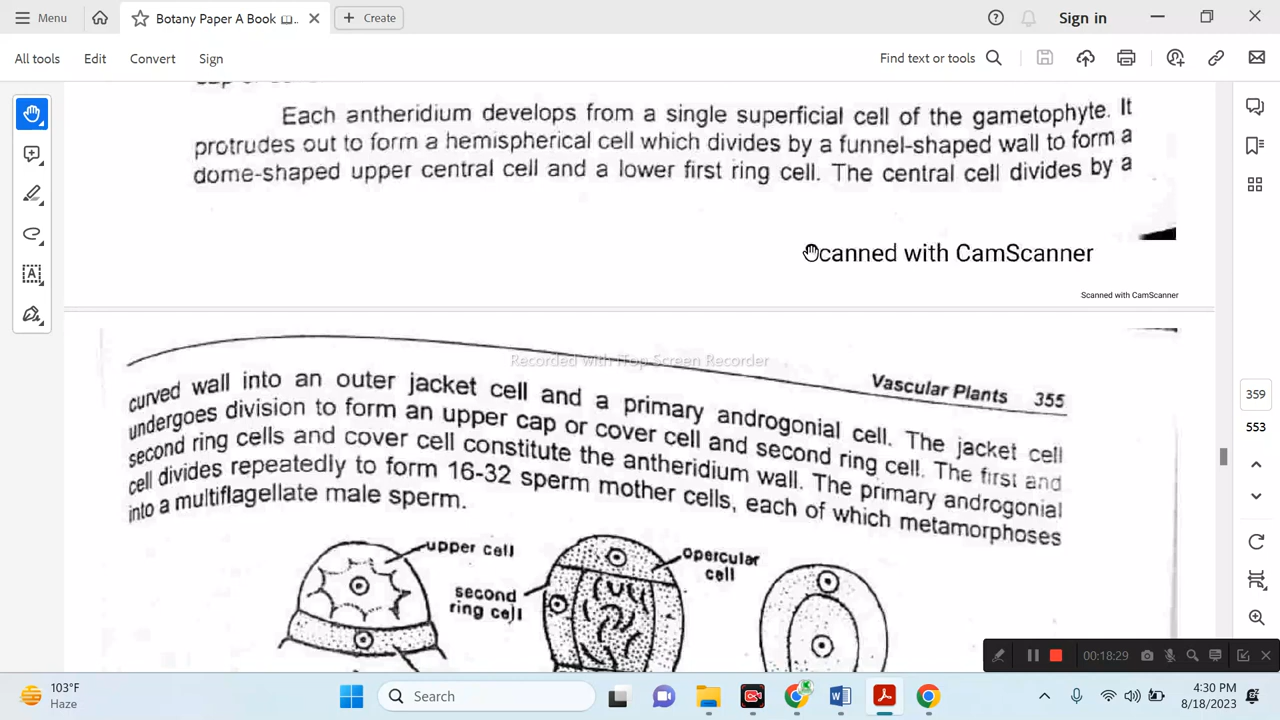 Menu
Botany Paper A Book 📖...
Create
Sign in
All tools
Edit
Convert
Sign
Find text or tools
Each antheridium develops from a single superficial cell of the gametophyte. It
protrudes out to form a hemispherical cell which divides by a funnel-shaped wall to form a
dome-shaped upper central cell and a lower first ring cell. The central cell divides by a
canned with CamScanner
Scanned with CamScanner
Recorded with iTop Screen Recorder
Vascular Plants 355
curved wall into an outer jacket cell and a primary androgonial cell. The jacket cell
undergoes division to form an upper cap or cover cell and second ring cell. The first and
second ring cells and cover cell constitute the antheridium wall. The primary androgonial
cell divides repeatedly to form 16-32 sperm mother cells, each of which metamorphoses
into a multiflagellate male sperm.
upper cell
second
ring cell
opercular
cell
359
553
00:18:29
103°F
Haze
Search
4:30 PM
8/18/2023